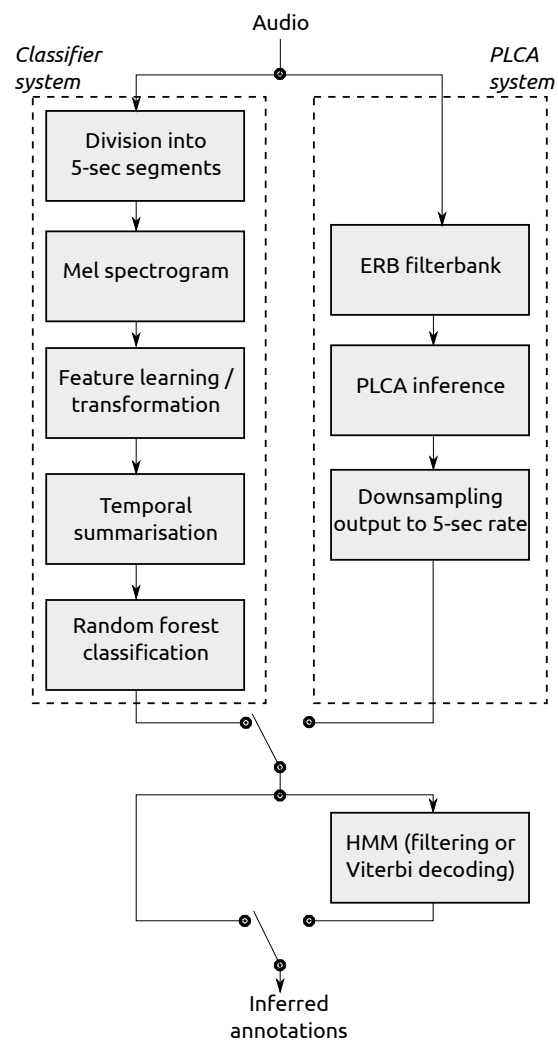 Audio
Classifier
system
PLCA
system
Division into
5-sec segments
Mel spectrogram
Feature learning /
transformation
Temporal
summarisation
Random forest
classification
ERB filterbank
PLCA inference
Downsampling
output to 5-sec rate
HMM (filtering or
Viterbi decoding)
Inferred
annotations